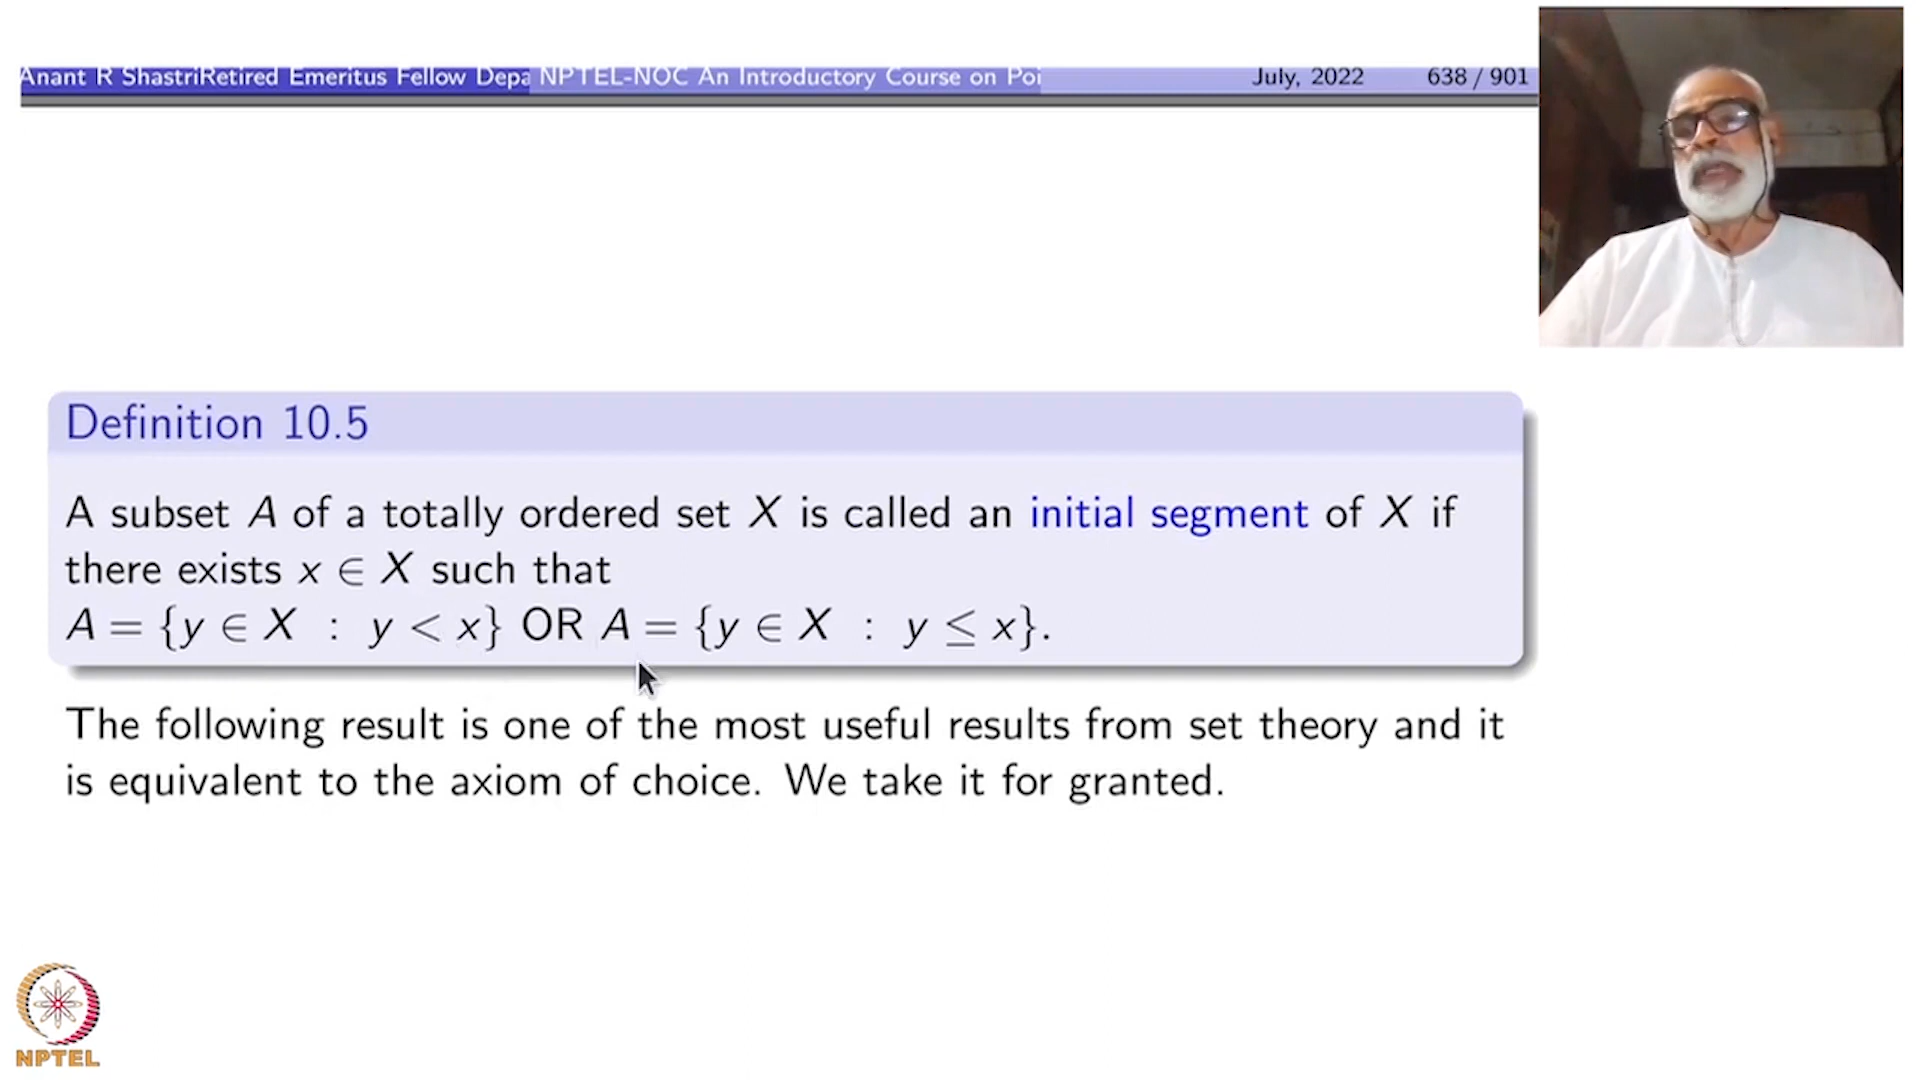 Anant R ShastriRetired Emeritus Fellow Depa NPTEL-NOC An Introductory Course on Poi July, 2022 638 / 901
Definition 10.5
A subset A of a totally ordered set X is called an initial segment of X if
there exists x ∈ X such that
A = {y ∈ X : y < x} OR A = {y ∈ X : y ≤ x}.
The following result is one of the most useful results from set theory and it
is equivalent to the axiom of choice. We take it for granted.
NPTEL